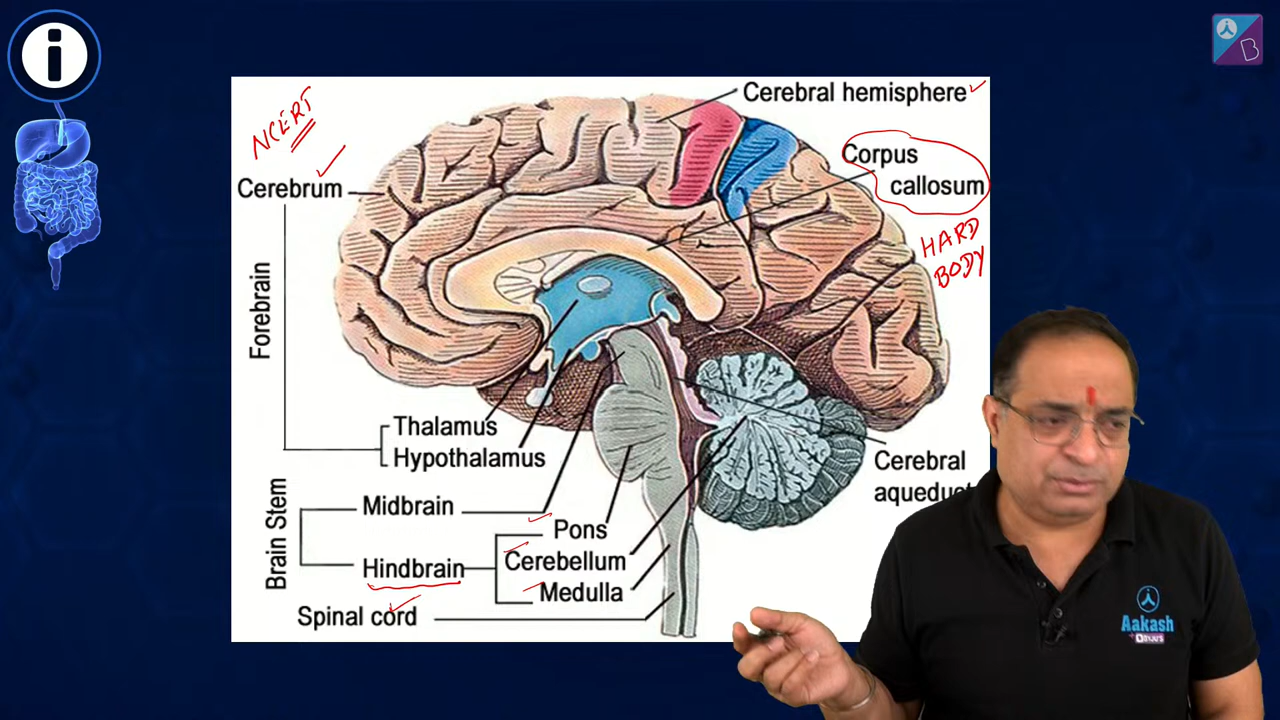 i
B
Cerebral hemisphere
NCERT
Corpus
callosum
Cerebrum
HARD
BODY
Forebrain
Thalamus
Hypothalamus
Cerebral
aqueduct
Midbrain
Brain Stem
Pons
Cerebellum
Hindbrain
Medulla
Spinal cord
Aakash
+BYJU'S